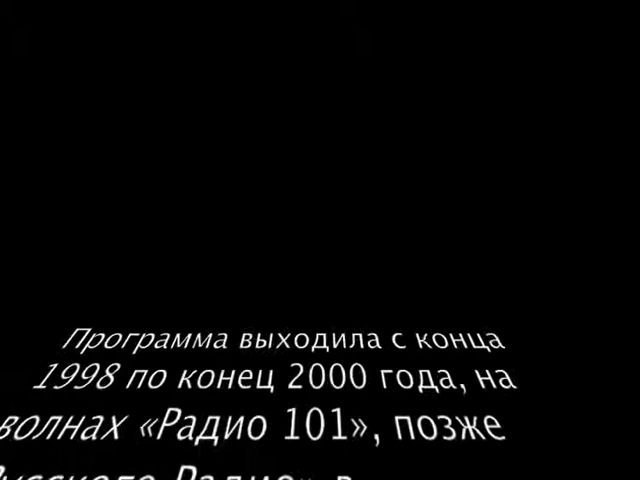 Программа выходила с конца
1998 по конец 2000 года, на
волнах «Радио 101», позже